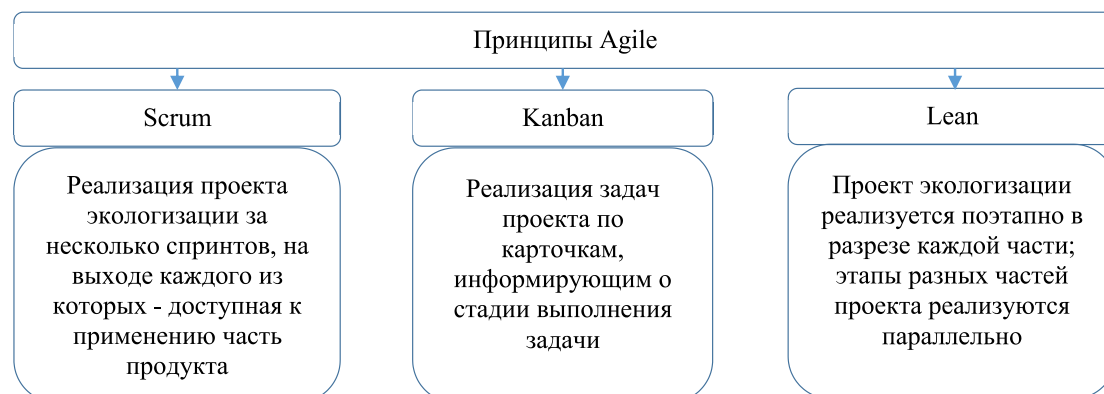 Принципы Agile
Scrum
Kanban
Lean
Реализация проекта
экологизации за
несколько спринтов, на
выходе каждого из
которых - доступная к
применению часть
продукта
Реализация задач
проекта по
карточкам,
информирующим о
стадии выполнения
задачи
Проект экологизации
реализуется поэтапно в
разрезе каждой части;
этапы разных частей
проекта реализуются
параллельно